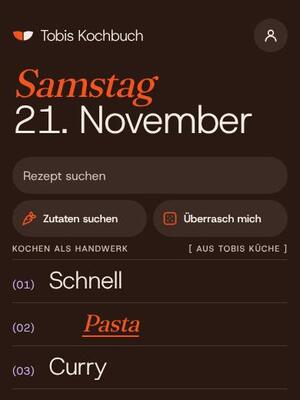 Tobis Kochbuch
Samstag
21. November
Rezept suchen
Zutaten suchen
Überrasch mich
KOCHEN ALS HANDWERK
[ AUS TOBIS KÜCHE ]
(01) Schnell
(02) Pasta
(03) Curry